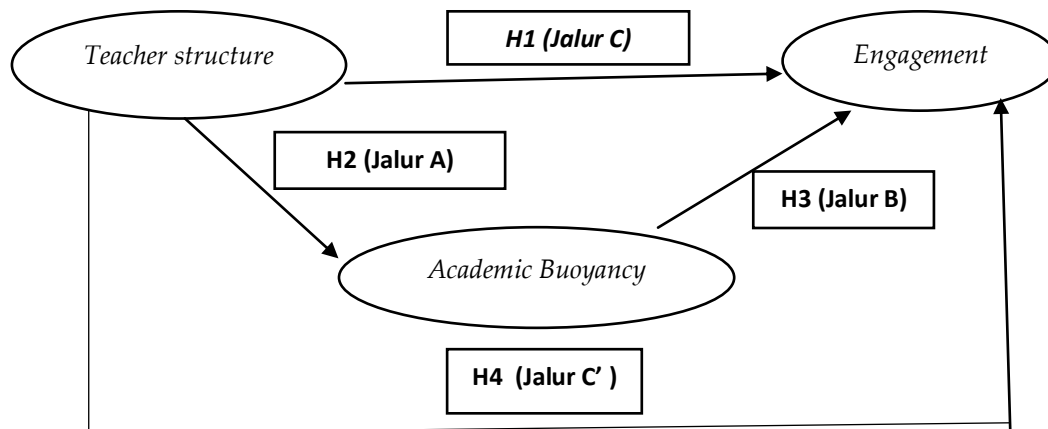 Teacher structure
H1 (Jalur C)
Engagement
H2 (Jalur A)
H3 (Jalur B)
Academic Buoyancy
H4 (Jalur C’ )